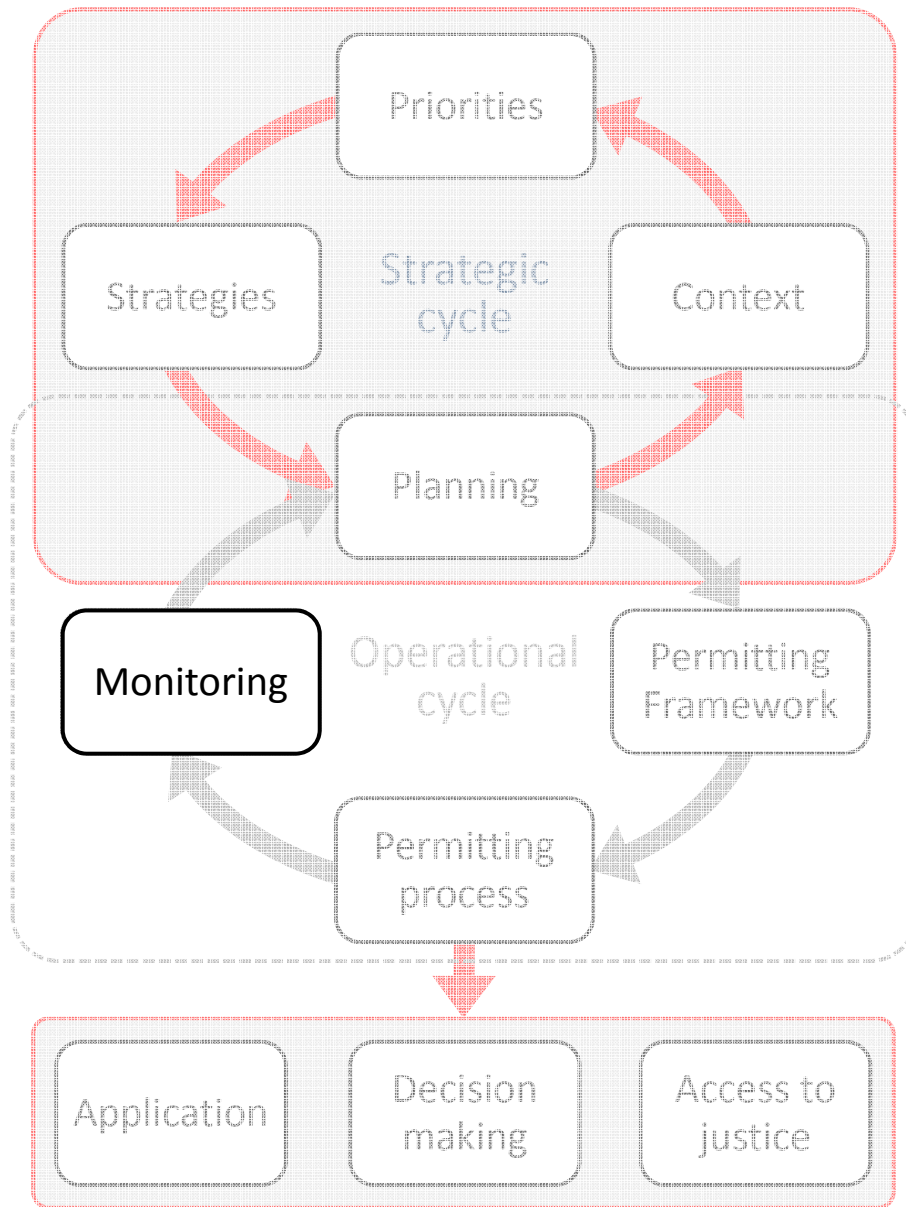 Priorities
Strategies
Strategic
cycle
Context
Planning
Monitoring
Operational
cycle
Permitting
Framework
Permitting
process
Application
Decision
making
Access to
justice